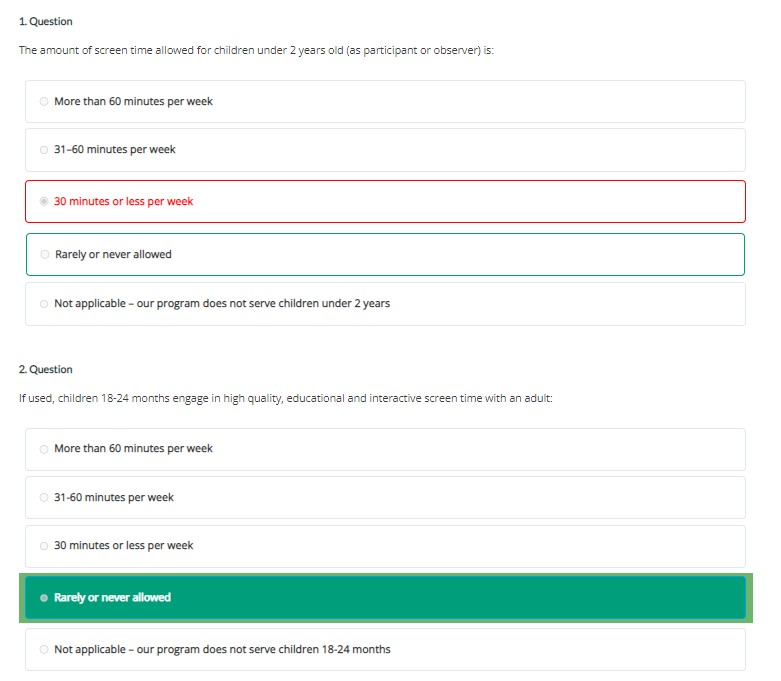 1. Question
The amount of screen time allowed for children under 2 years old (as participant or observer) is:
More than 60 minutes per week
31–60 minutes per week
30 minutes or less per week
Rarely or never allowed
Not applicable – our program does not serve children under 2 years
2. Question
If used, children 18-24 months engage in high quality, educational and interactive screen time with an adult:
More than 60 minutes per week
31-60 minutes per week
30 minutes or less per week
Rarely or never allowed
Not applicable – our program does not serve children 18-24 months